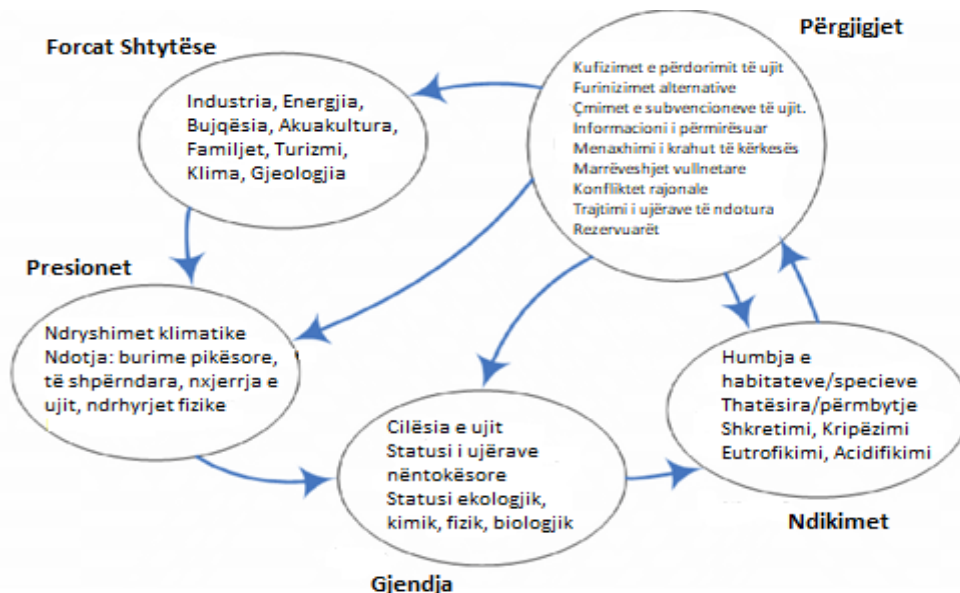 Forcat Shtytëse
Industria, Energjia,
Bujqësia, Akuakultura,
Familjet, Turizmi,
Klima, Gjeologjia
Përgjigjet
Kufizimet e përdorimit të ujit
Furinizimet alternative
Çmimet e subvencioneve të ujit.
Informacioni i përmirësuar
Menaxhimi i krahut të kërkesës
Marrëveshjet vullnetare
Konfliktet rajonale
Trajtimi i ujërave të ndotura
Rezervuarët
Presionet
Ndryshimet klimatike
Ndotja: burime pikësore,
të shpërndara, nxjerrja e
ujit, ndrhyrjet fizike
Cilësia e ujit
Statusi i ujërave
nëntokësore
Statusi ekologjik,
kimik, fizik, biologjik
Gjendja
Humbja e
habitateve/specieve
Thatësira/përmbytje
Shkretimi, Kripëzimi
Eutrofikimi, Acidifikimi
Ndikimet